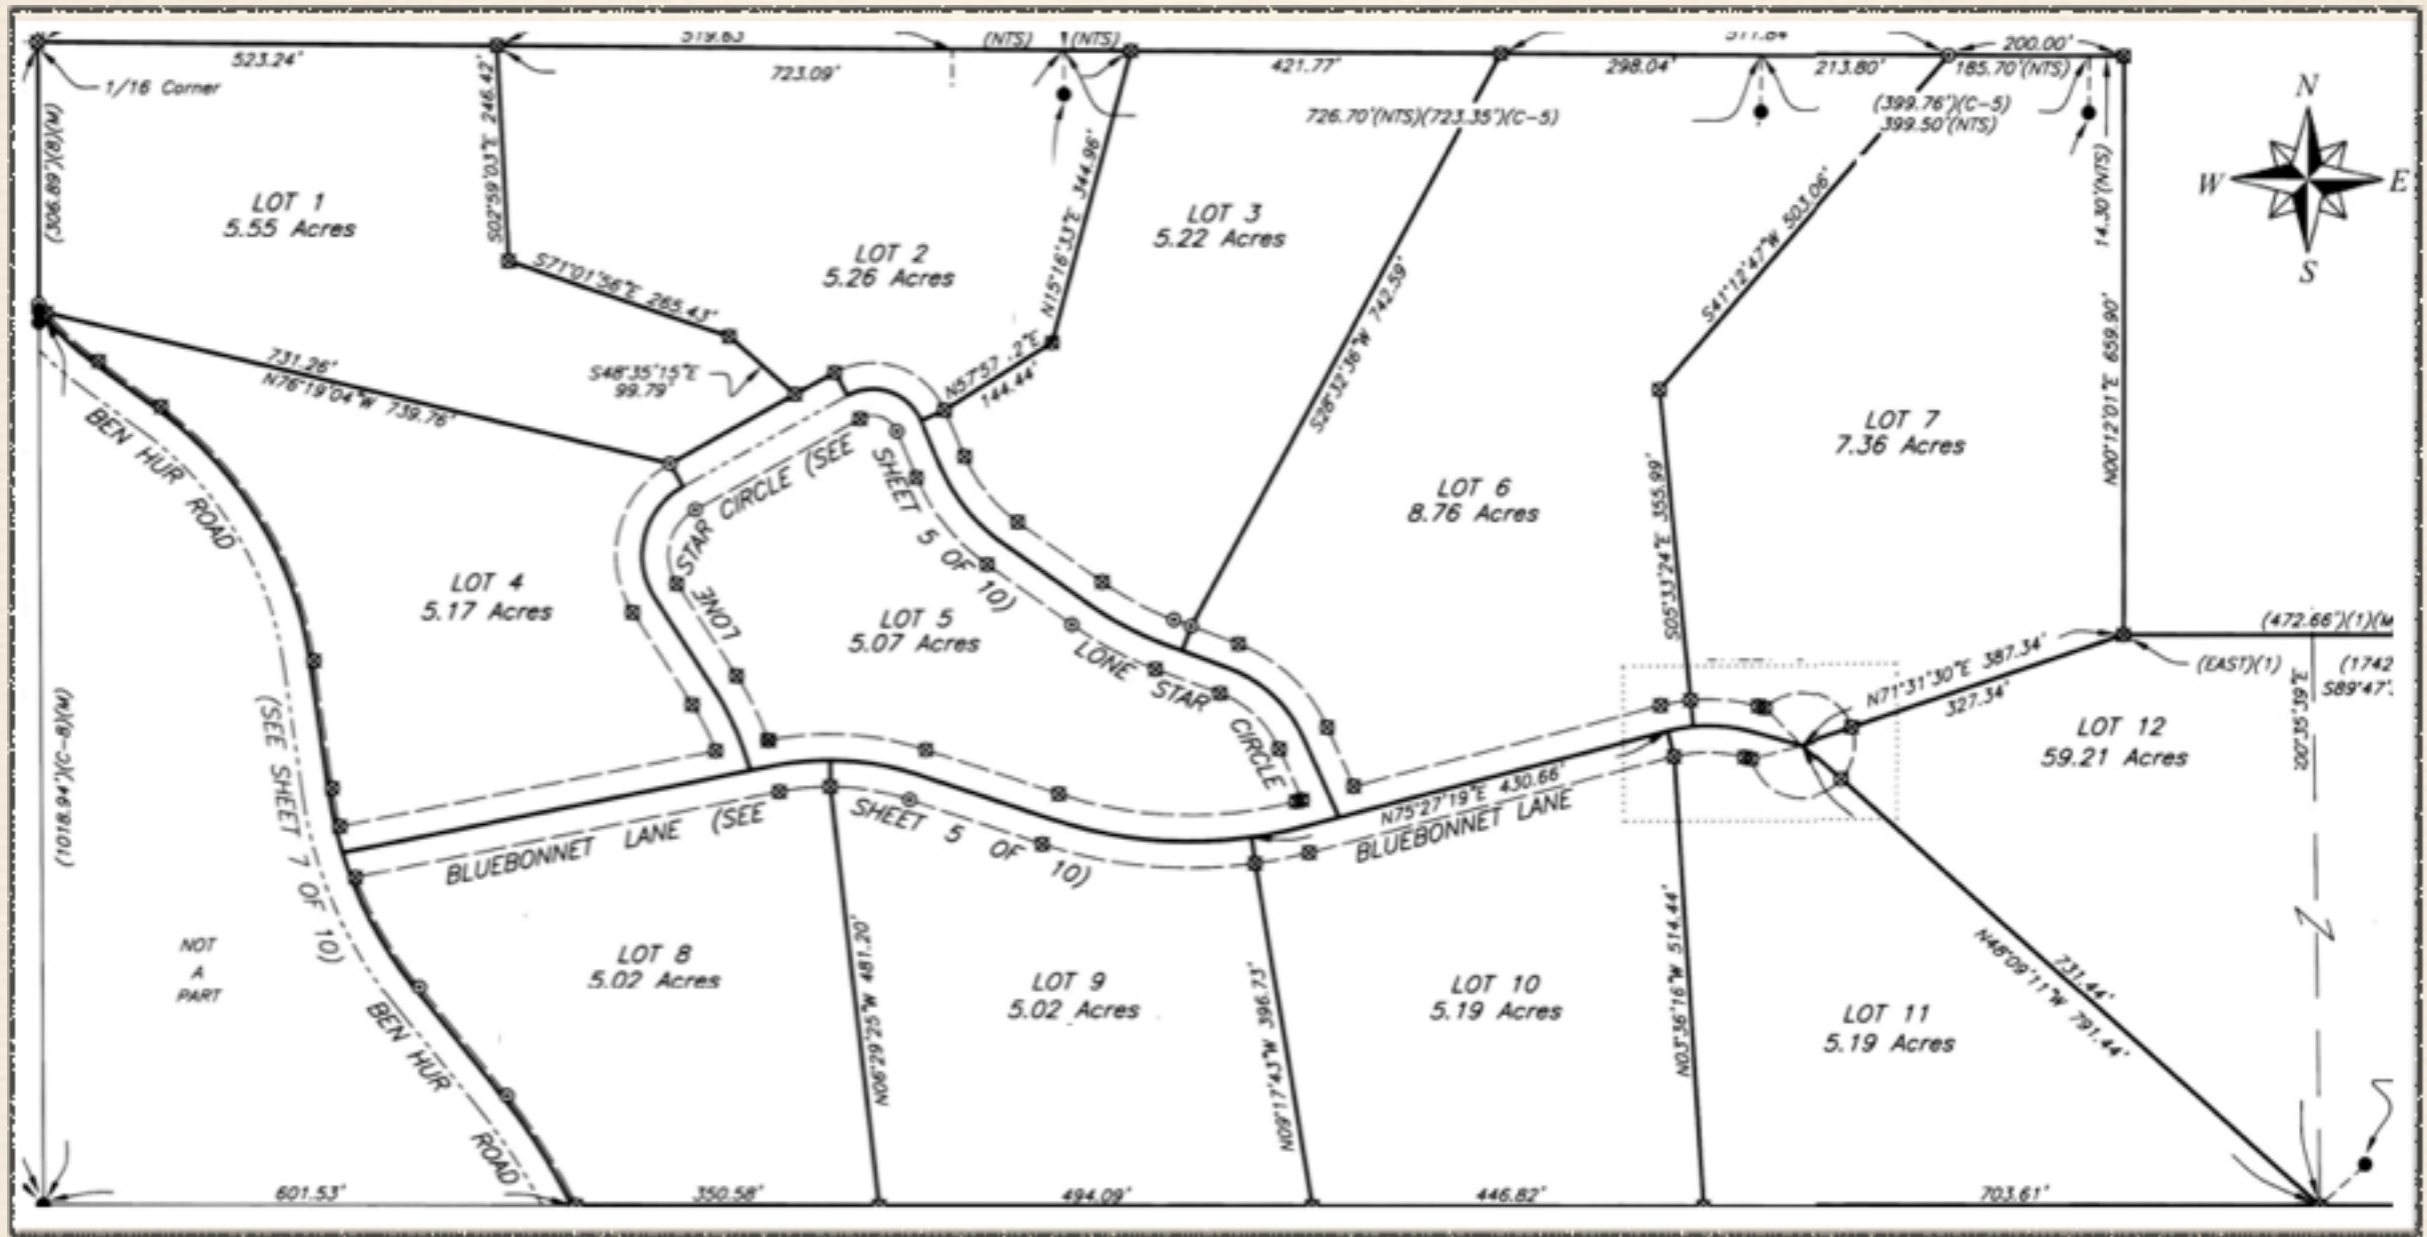 523.24'
723.09'
(NTS)
(NTS)
421.77'
298.04'
213.80'
200.00'
185.70'(NTS)
1/16 Corner
726.70'(NTS)(723.35')(C-5)
(399.76')(C-5)
399.50'(NTS)
N
W
E
S
(306.89')(8)(M)
S02°59'03"E 246.42'
LOT 1
5.55 Acres
LOT 2
5.26 Acres
N15°16'33"E 344.96'
LOT 3
5.22 Acres
S28°32'36"W 742.59'
S41°12'47"W 503.06'
14.30'(NTS)
N00°12'01"E 659.90'
S71°01'56"E 265.43'
S48°35'15"E
99.79'
144.44'
731.26'
N76°19'04"W 739.76'
BEN HUR ROAD
(SEE SHEET 7 OF 10)
BEN HUR
ROAD
LONE STAR CIRCLE (SEE
SHEET 5 OF 10)
LONE STAR CIRCLE
LOT 4
5.17 Acres
LOT 5
5.07 Acres
LOT 6
8.76 Acres
LOT 7
7.36 Acres
S05°33'24"E 355.99'
(472.66')(1)(M
(EAST)(1)
(1742
S89°47'
N71°31'30"E 387.34'
327.34'
LOT 12
59.21 Acres
(1018.94')(C-8)(M)
BLUEBONNET LANE (SEE
SHEET 5 OF 10)
N75°27'19"E 430.66'
BLUEBONNET LANE
NOT
A
PART
LOT 8
5.02 Acres
N06°29'25"W 481.20'
LOT 9
5.02 Acres
N09°17'43"W 396.73'
LOT 10
5.19 Acres
N03°36'16"W 514.44'
LOT 11
5.19 Acres
731.44'
N48°09'11"W 791.44'
601.53'
350.58'
494.09'
446.82'
703.61'